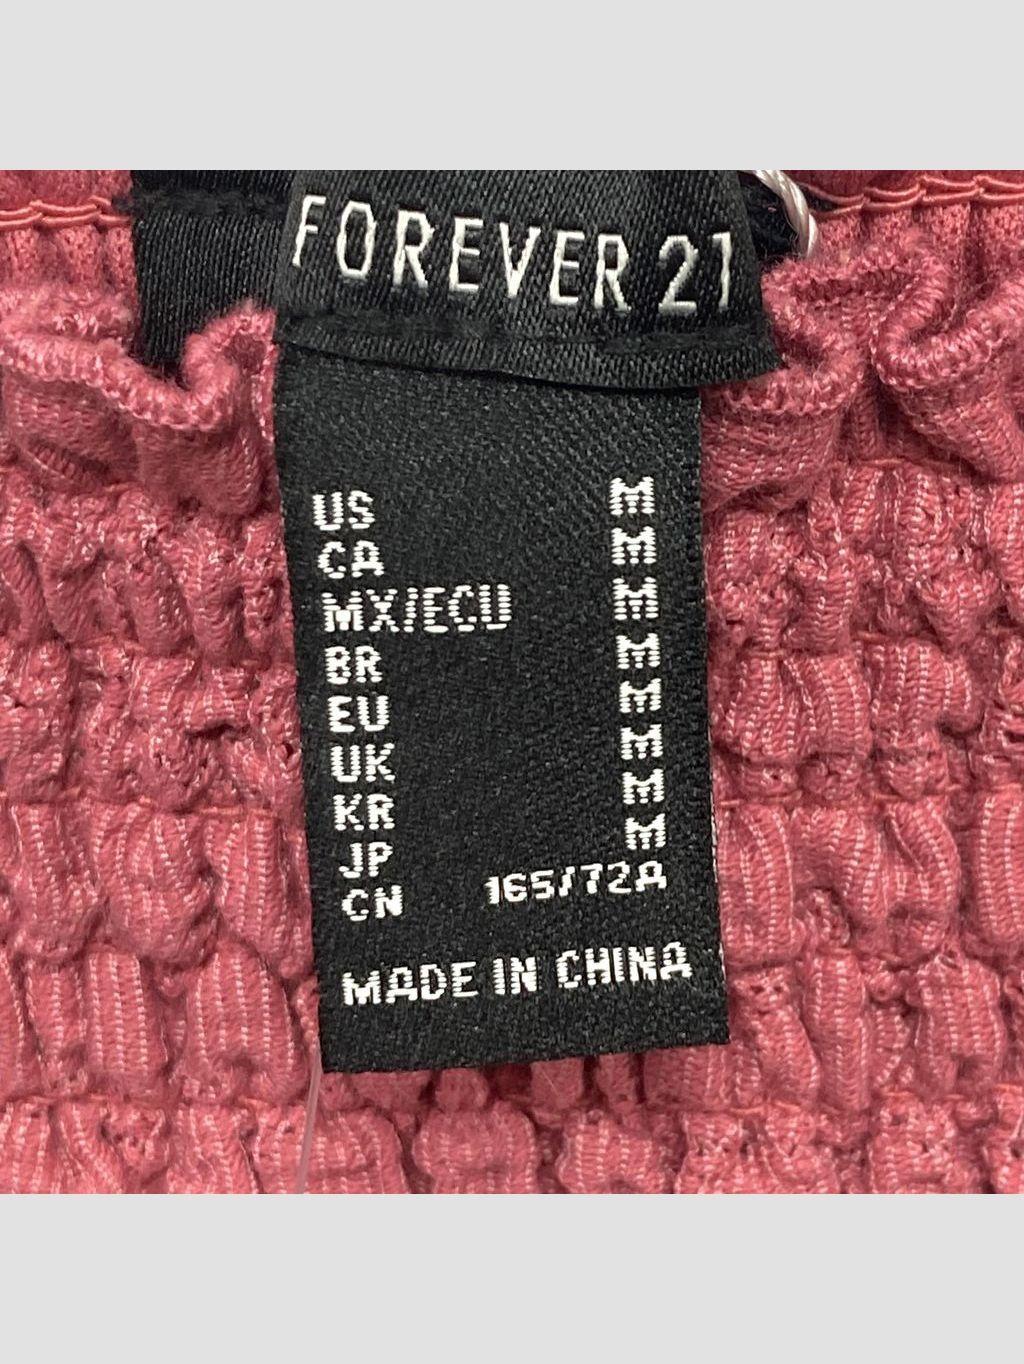 FOREVER 21
US M
CA M
MX/ECU M
BR M
EU M
UK M
KR M
JP M
CN 165/72A
MADE IN CHINA